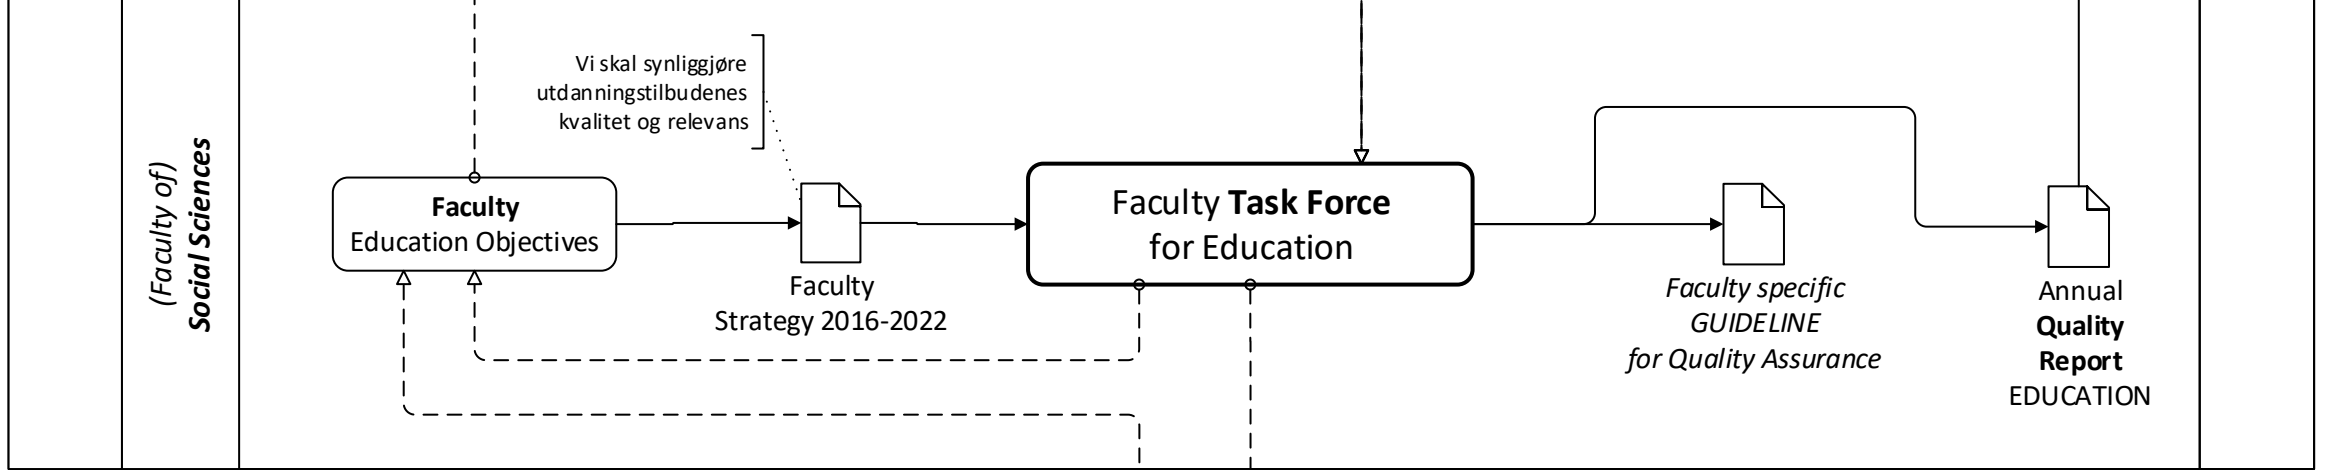 (Faculty of)
Social Sciences
Vi skal synliggjøre
utdanningstilbudenes
kvalitet og relevans
Faculty
Education Objectives
Faculty
Strategy 2016-2022
Faculty Task Force
for Education
Faculty specific
GUIDELINE
for Quality Assurance
Annual
Quality
Report
EDUCATION